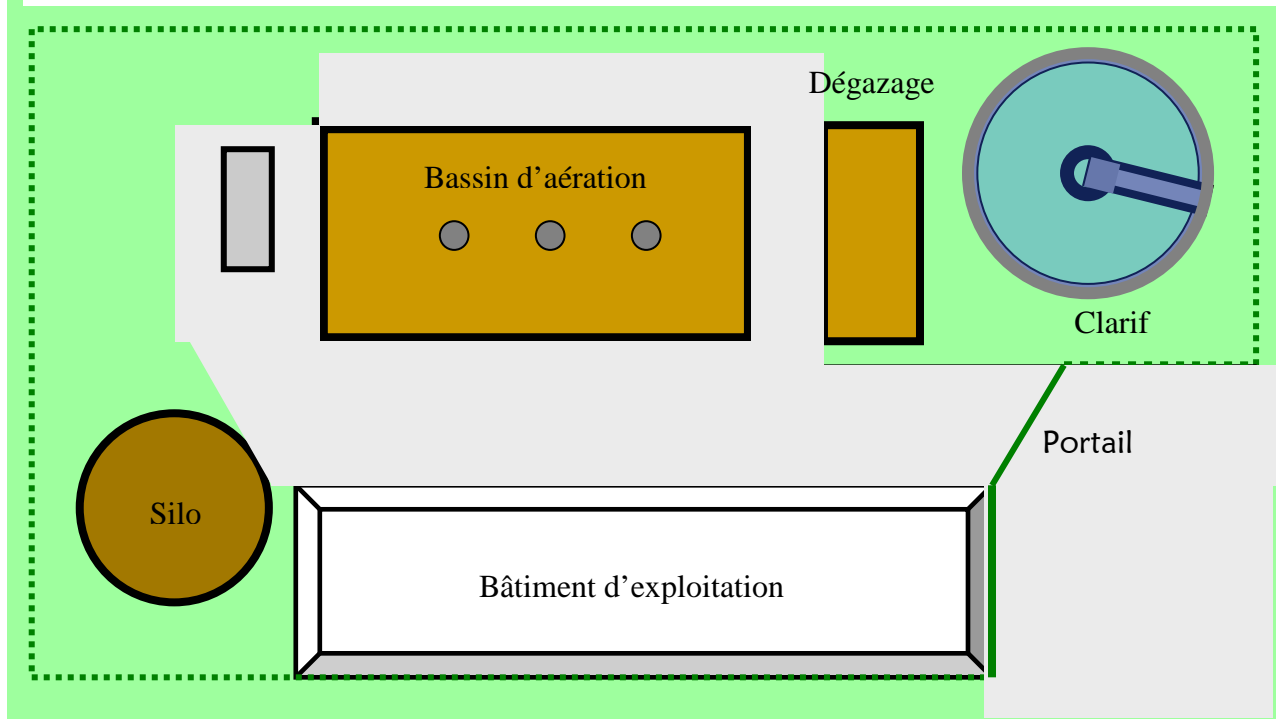 Dégazage
Bassin d’aération
Clarif
Portail
Silo
Bâtiment d’exploitation